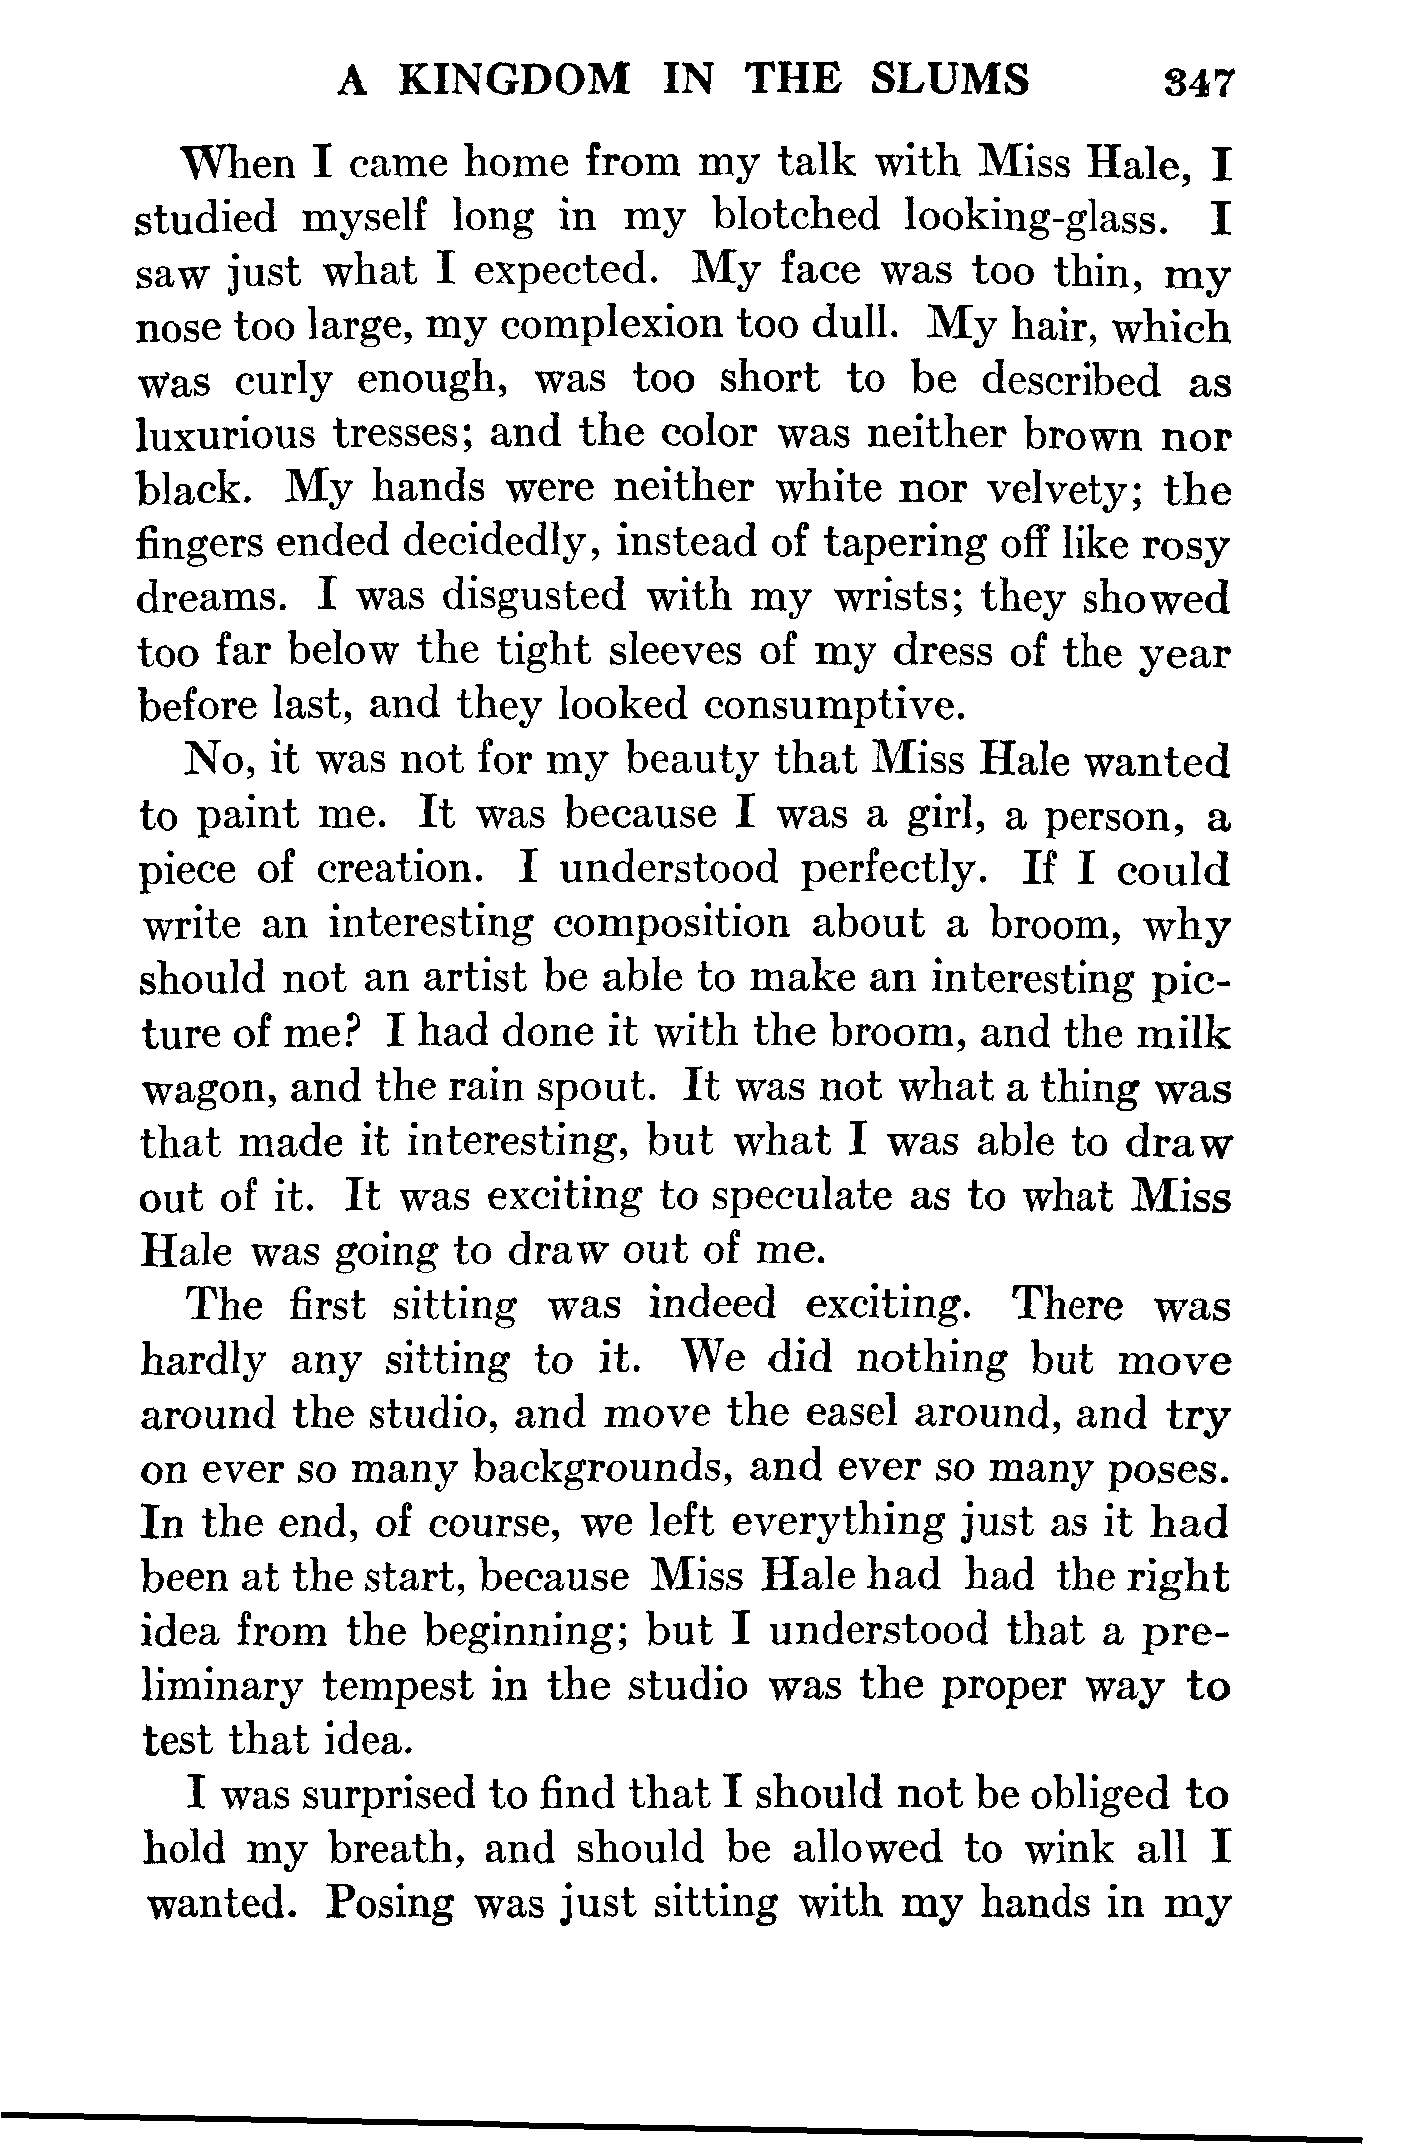 A KINGDOM IN THE SLUMS 347
When I came home from my talk with Miss Hale, I
studied myself long in my blotched looking-glass. I
saw just what I expected. My face was too thin, my
nose too large, my complexion too dull. My hair, which
was curly enough, was too short to be described as
luxurious tresses; and the color was neither brown nor
black. My hands were neither white nor velvety; the
fingers ended decidedly, instead of tapering off like rosy
dreams. I was disgusted with my wrists; they showed
too far below the tight sleeves of my dress of the year
before last, and they looked consumptive.
No, it was not for my beauty that Miss Hale wanted
to paint me. It was because I was a girl, a person, a
piece of creation. I understood perfectly. If I could
write an interesting composition about a broom, why
should not an artist be able to make an interesting pic-
ture of me? I had done it with the broom, and the milk
wagon, and the rain spout. It was not what a thing was
that made it interesting, but what I was able to draw
out of it. It was exciting to speculate as to what Miss
Hale was going to draw out of me.
The first sitting was indeed exciting. There was
hardly any sitting to it. We did nothing but move
around the studio, and move the easel around, and try
on ever so many backgrounds, and ever so many poses.
In the end, of course, we left everything just as it had
been at the start, because Miss Hale had had the right
idea from the beginning; but I understood that a pre-
liminary tempest in the studio was the proper way to
test that idea.
I was surprised to find that I should not be obliged to
hold my breath, and should be allowed to wink all I
wanted. Posing was just sitting with my hands in my